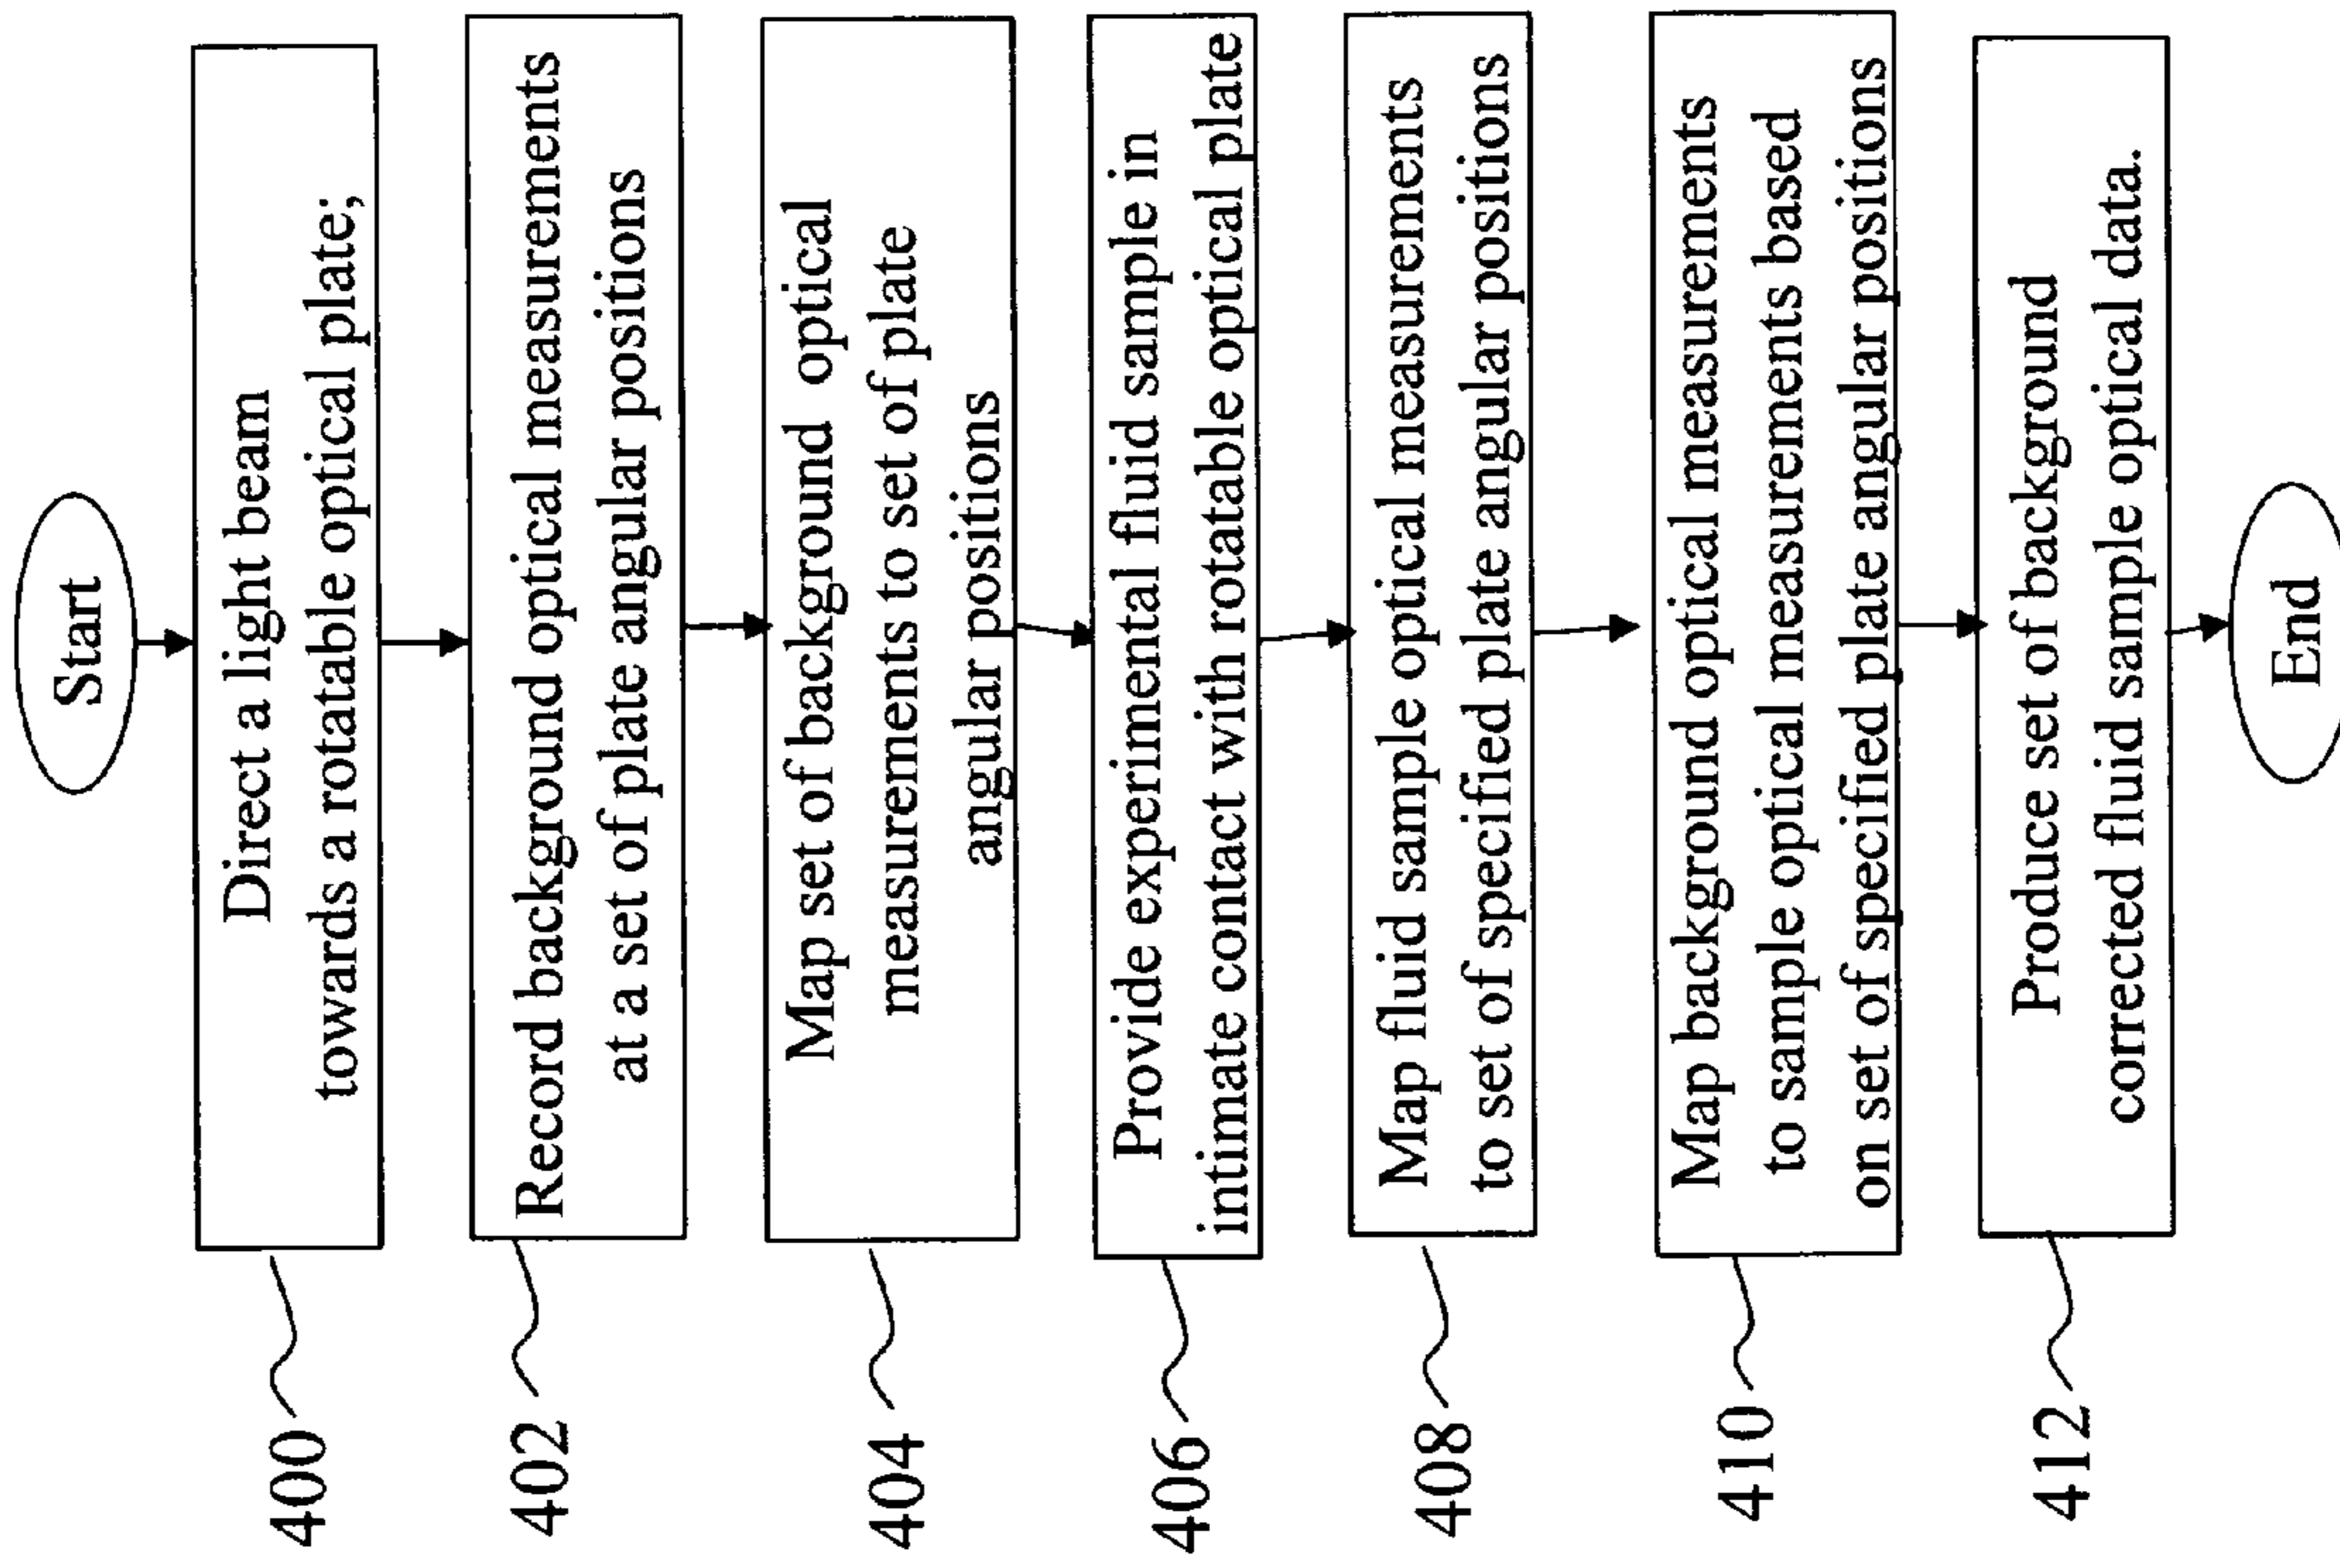 Start
400
Direct a light beam
towards a rotatable optical plate;
402
Record background optical measurements
at a set of plate angular positions
404
Map set of background optical
measurements to set of plate
angular positions
406
Provide experimental fluid sample in
intimate contact with rotatable optical plate
408
Map fluid sample optical measurements
to set of specified plate angular positions
410
Map background optical measurements
to sample optical measurements based
on set of specified plate angular positions
412
Produce set of background
corrected fluid sample optical data.
End